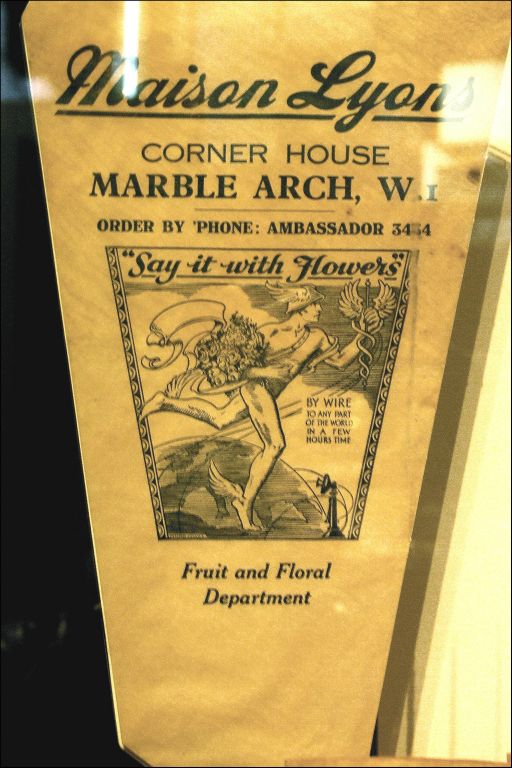 Maison Lyons
CORNER HOUSE
MARBLE ARCH, W.1
ORDER BY 'PHONE: AMBASSADOR
"Say it with Flowers"
BY WIRE
TO ANY PART
OF THE WORLD
IN A FEW
HOURS TIME
Fruit and Floral
Department